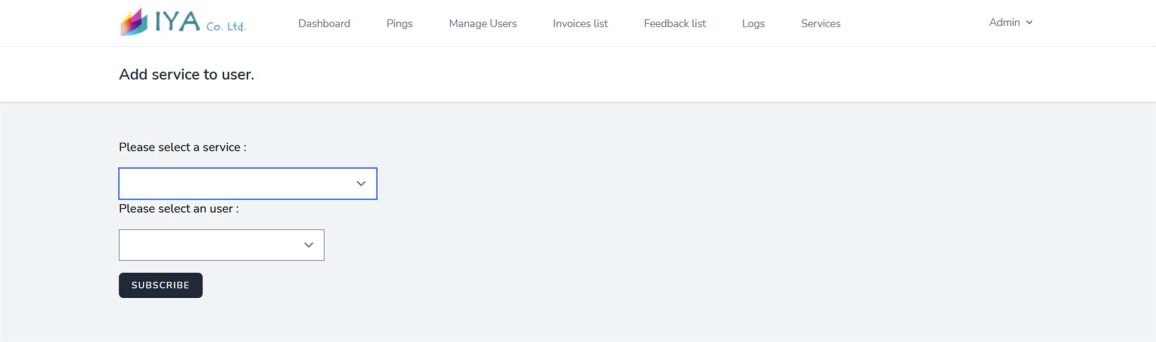 IYA Co. Ltd.
Dashboard Pings Manage Users Invoices list Feedback list Logs Services Admin
Add service to user.
Please select a service :
Please select an user :
SUBSCRIBE